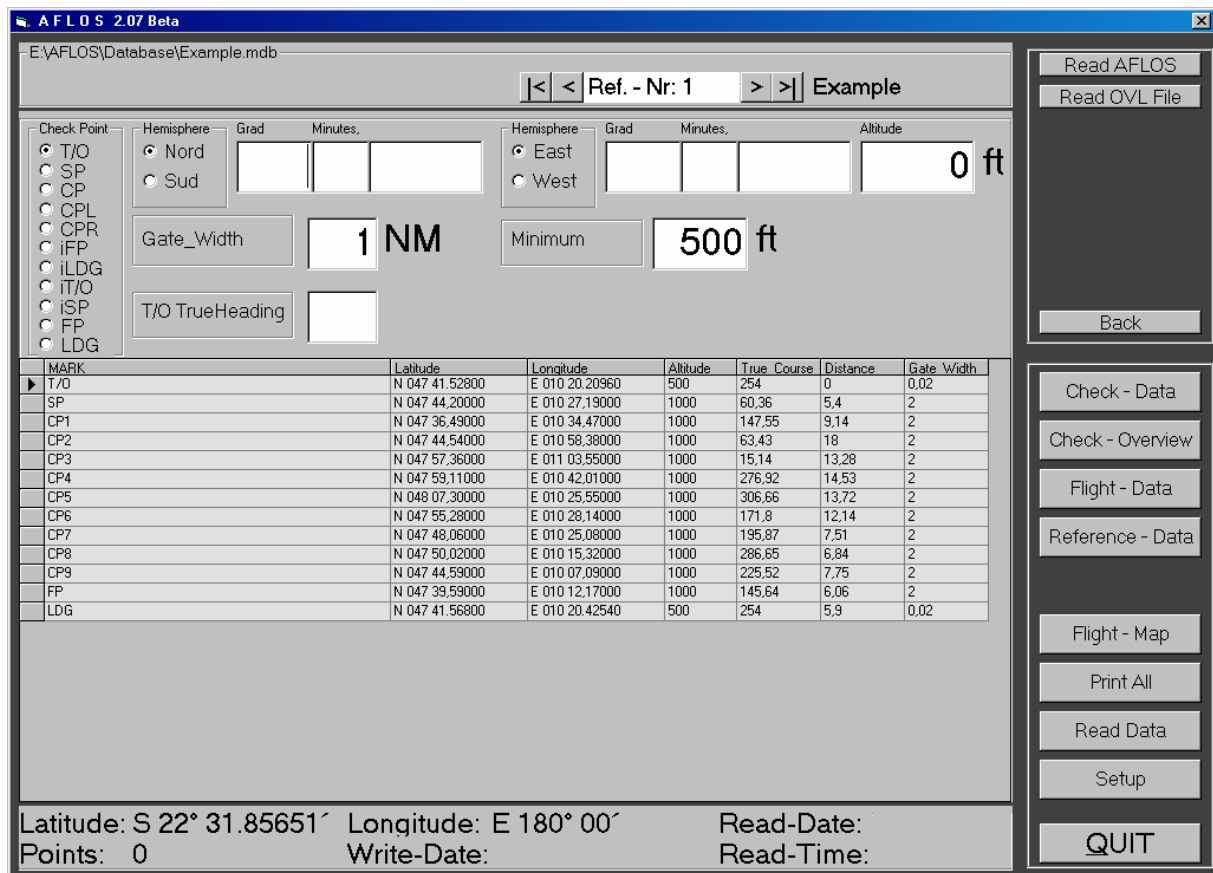 A F L O S 2.07 Beta
E:\AFLOS\Database\Example.mdb
|< < Ref. - Nr: 1 > >| Example
Read AFLOS
Read OVL File
Back
Check Point
T/O
SP
CP
CPL
CPR
iFP
iLDG
iT/O
iSP
FP
LDG
Hemisphere Grad Minutes,
Nord
Sud
Hemisphere Grad Minutes, Altitude
East
West
0 ft
Gate_Width 1 NM
Minimum 500 ft
T/O TrueHeading
MARK Latitude Longitude Altitude True_Course Distance Gate_Width
T/O N 047 41.52800 E 010 20.20960 500 254 0 0,02
SP N 047 44,20000 E 010 27,19000 1000 60,36 5,4 2
CP1 N 047 36,49000 E 010 34,47000 1000 147,55 9,14 2
CP2 N 047 44,54000 E 010 58,38000 1000 63,43 18 2
CP3 N 047 57,36000 E 011 03,55000 1000 15,14 13,28 2
CP4 N 047 59,11000 E 010 42,01000 1000 276,92 14,53 2
CP5 N 048 07,30000 E 010 25,55000 1000 306,66 13,72 2
CP6 N 047 55,28000 E 010 28,14000 1000 171,8 12,14 2
CP7 N 047 48,06000 E 010 25,08000 1000 195,87 7,51 2
CP8 N 047 50,02000 E 010 15,32000 1000 286,65 6,84 2
CP9 N 047 44,59000 E 010 07,09000 1000 225,52 7,75 2
FP N 047 39,59000 E 010 12,17000 1000 145,64 6,06 2
LDG N 047 41.56800 E 010 20.42540 500 254 5,9 0,02
Check - Data
Check - Overview
Flight - Data
Reference - Data
Flight - Map
Print All
Read Data
Setup
QUIT
Latitude: S 22° 31.85651´ Longitude: E 180° 00´ Read-Date:
Points: 0 Write-Date: Read-Time: